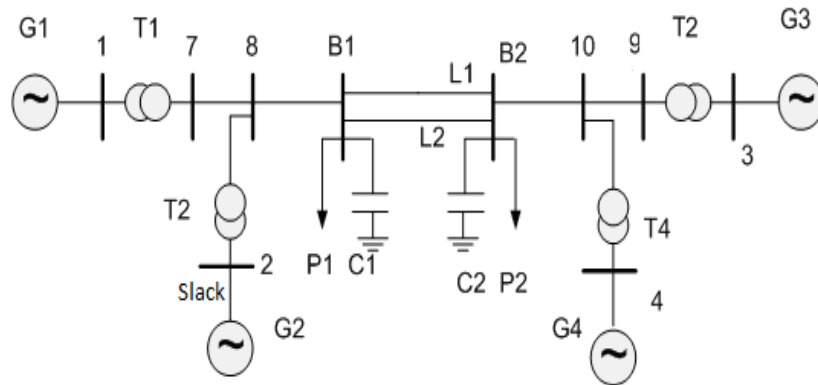 G1 1 T1 7 8 B1 L1 B2 10 9 T2 G3
L2
3
T2
P1 C1
C2 P2
T4
2
Slack
4
G2
G4
~
~
~
~